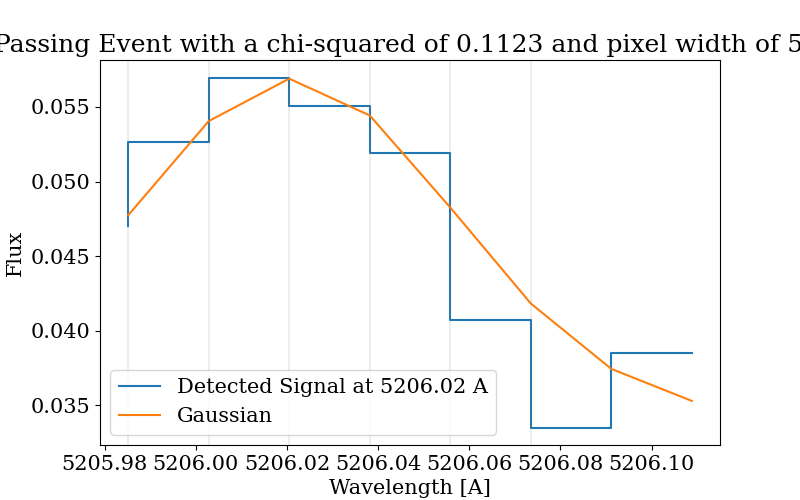 Passing Event with a chi-squared of 0.1123 and pixel width of 5
0.055
0.050
0.045
0.040
0.035
Flux
Detected Signal at 5206.02 A
Gaussian
5205.98 5206.00 5206.02 5206.04 5206.06 5206.08 5206.10
Wavelength [A]